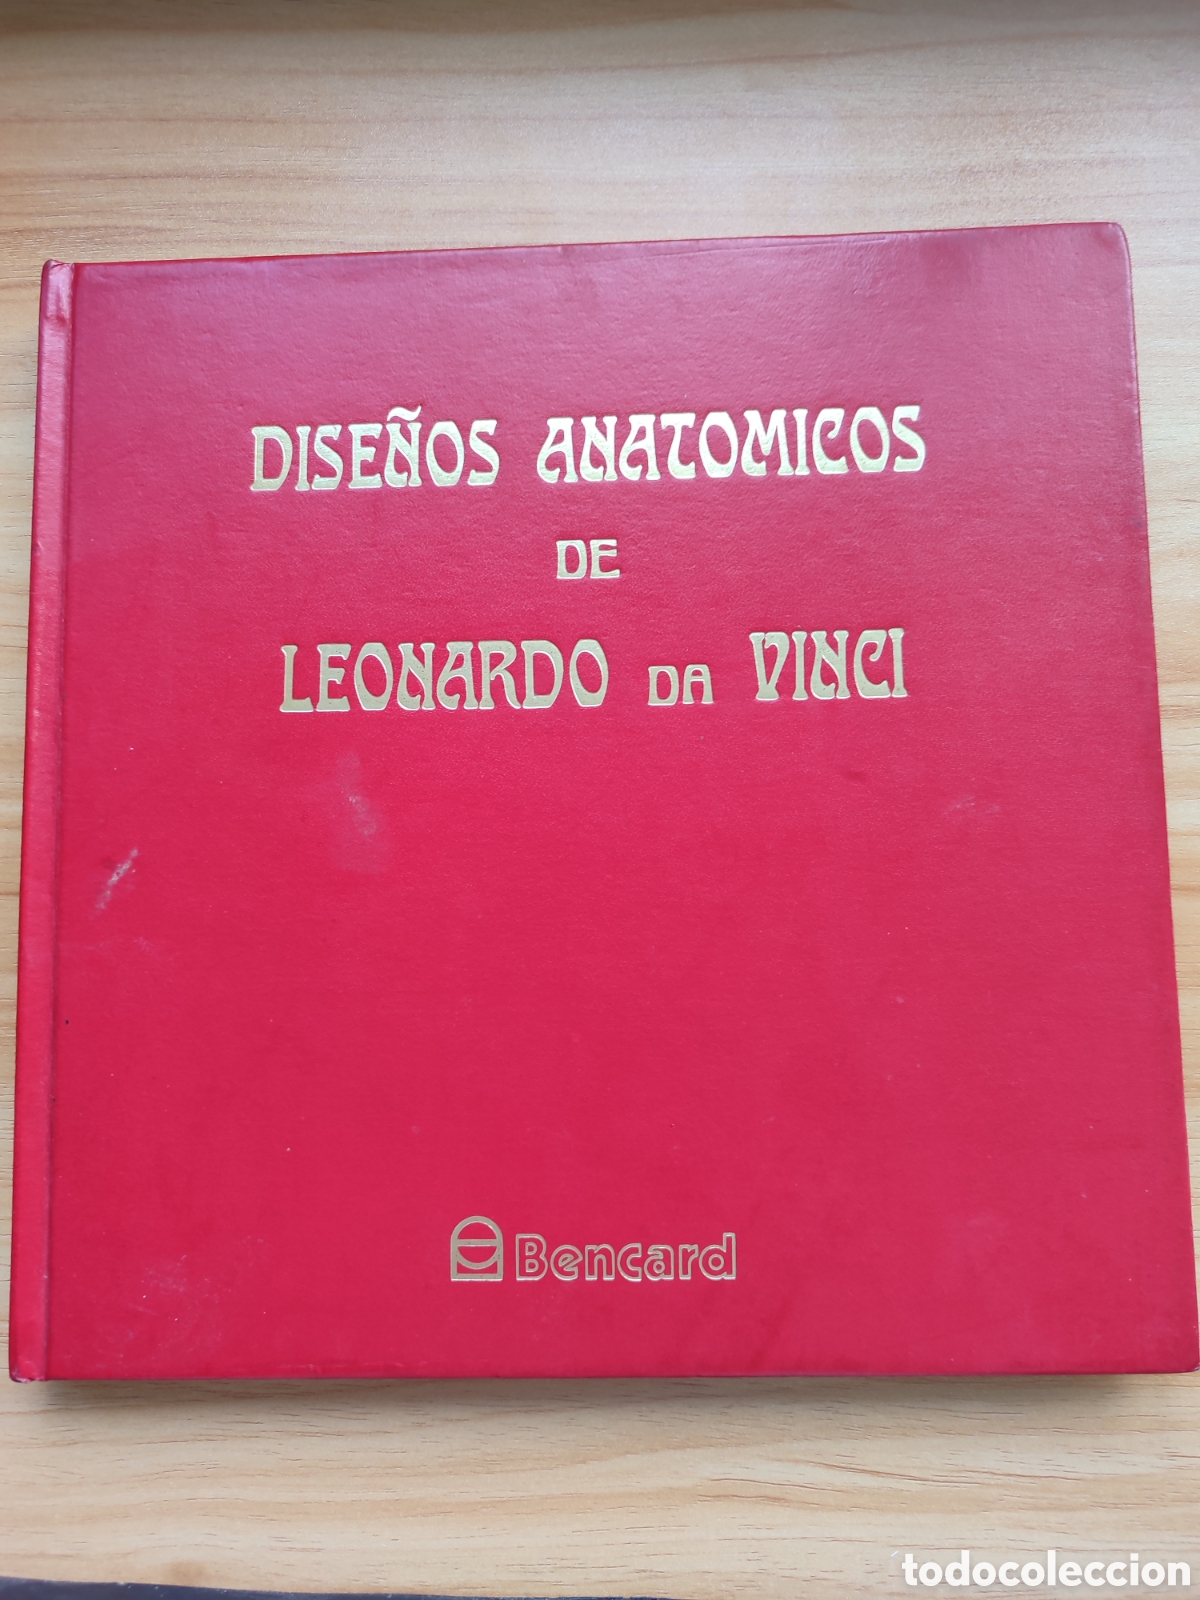 DISEÑOS ANATOMICOS
DE
LEONARDO DA VINCI
Bencard
todocoleccion